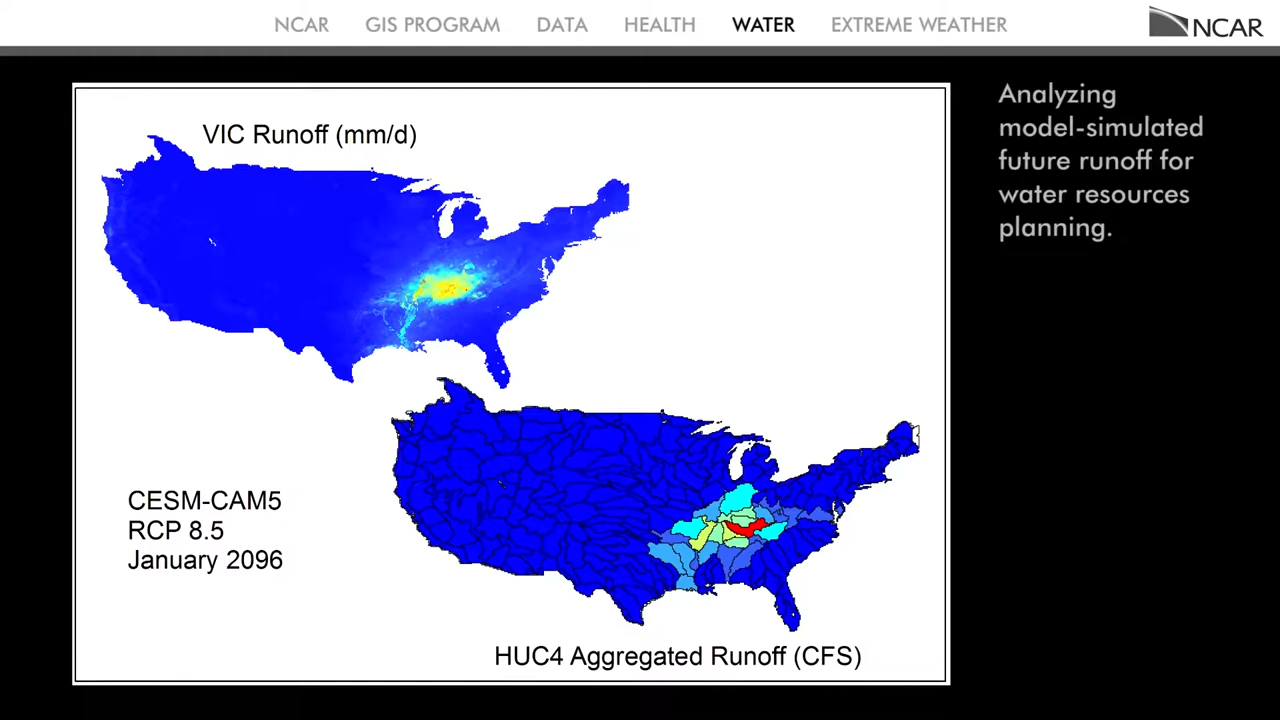 NCAR GIS PROGRAM DATA HEALTH WATER EXTREME WEATHER NCAR
Analyzing
model-simulated
future runoff for
water resources
planning.
VIC Runoff (mm/d)
CESM-CAM5
RCP 8.5
January 2096
HUC4 Aggregated Runoff (CFS)